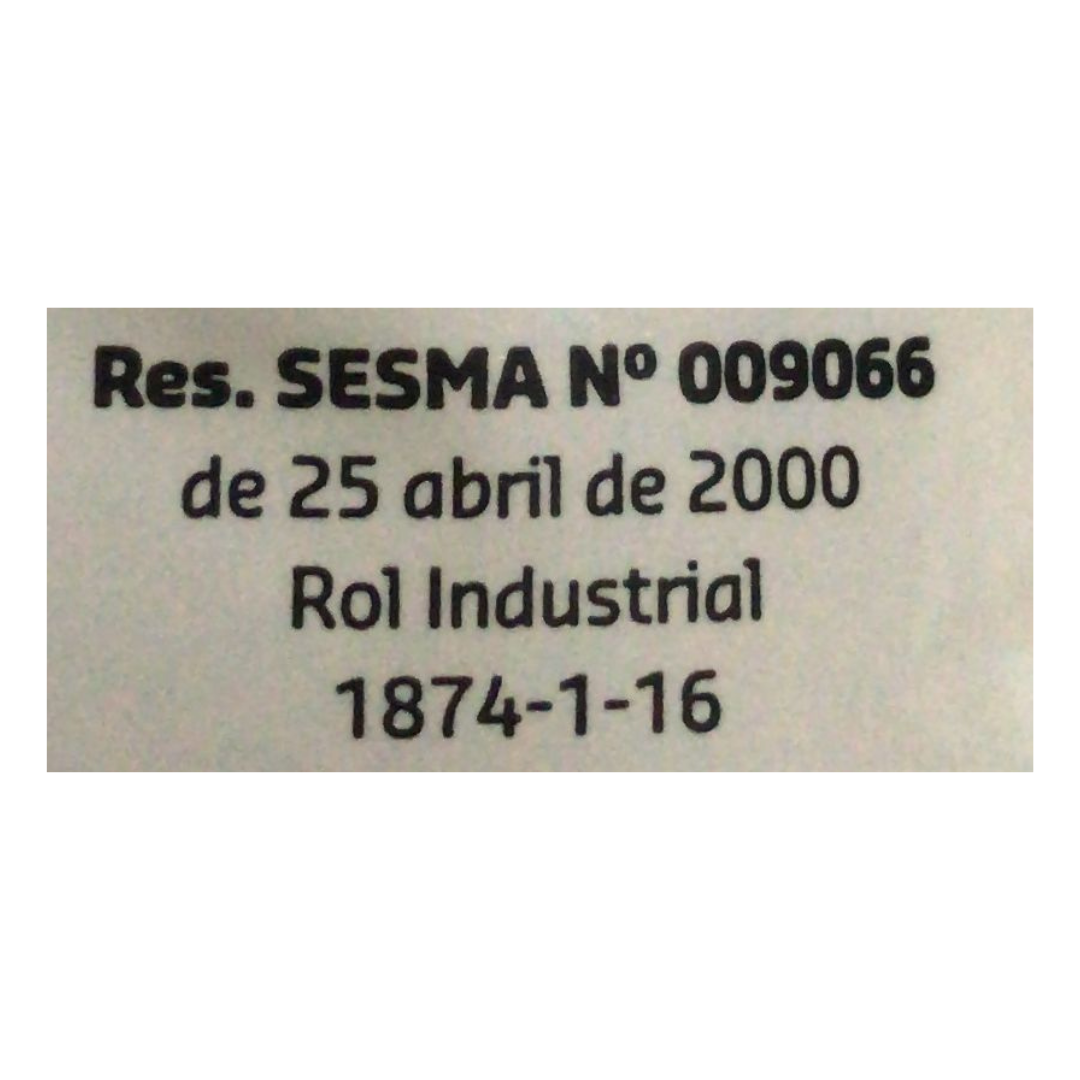 Res. SESMA Nº 009066
de 25 abril de 2000
Rol Industrial
1874-1-16